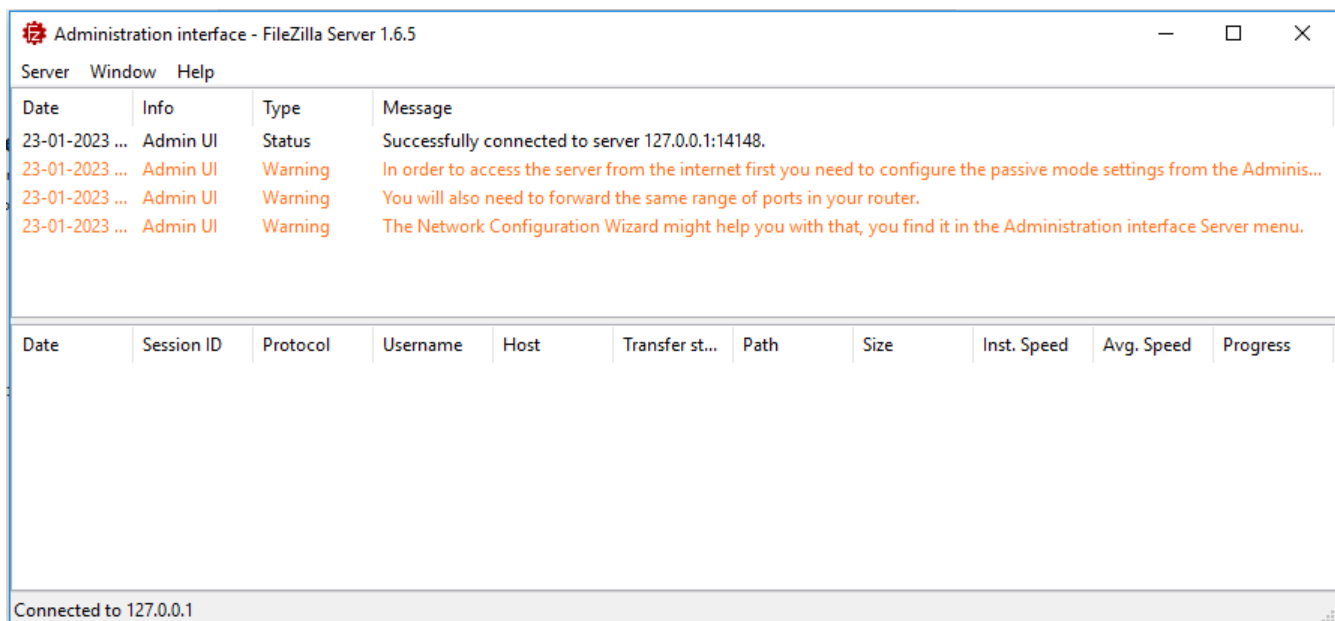 Administration interface - FileZilla Server 1.6.5
Server Window Help
Date Info Type Message
23-01-2023 ... Admin UI Status Successfully connected to server 127.0.0.1:14148.
23-01-2023 ... Admin UI Warning In order to access the server from the internet first you need to configure the passive mode settings from the Adminis...
23-01-2023 ... Admin UI Warning You will also need to forward the same range of ports in your router.
23-01-2023 ... Admin UI Warning The Network Configuration Wizard might help you with that, you find it in the Administration interface Server menu.
Date Session ID Protocol Username Host Transfer st... Path Size Inst. Speed Avg. Speed Progress
Connected to 127.0.0.1